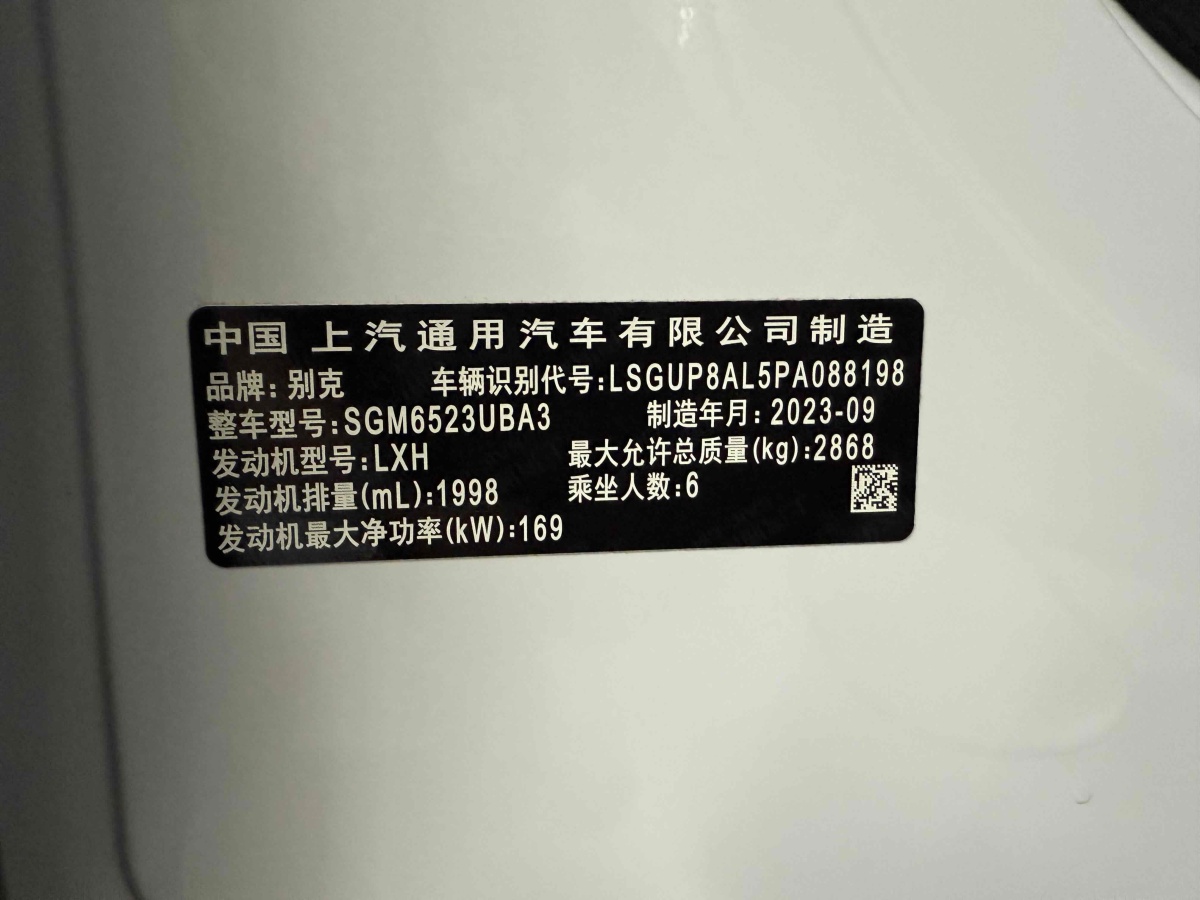 中国 上汽通用汽车有限公司制造
品牌: 别克 车辆识别代号:LSGUP8AL5PA088198
整车型号:SGM6523UBA3 制造年月: 2023-09
发动机型号:LXH 最大允许总质量(kg):2868
发动机排量(mL):1998 乘坐人数:6
发动机最大净功率(kW):169